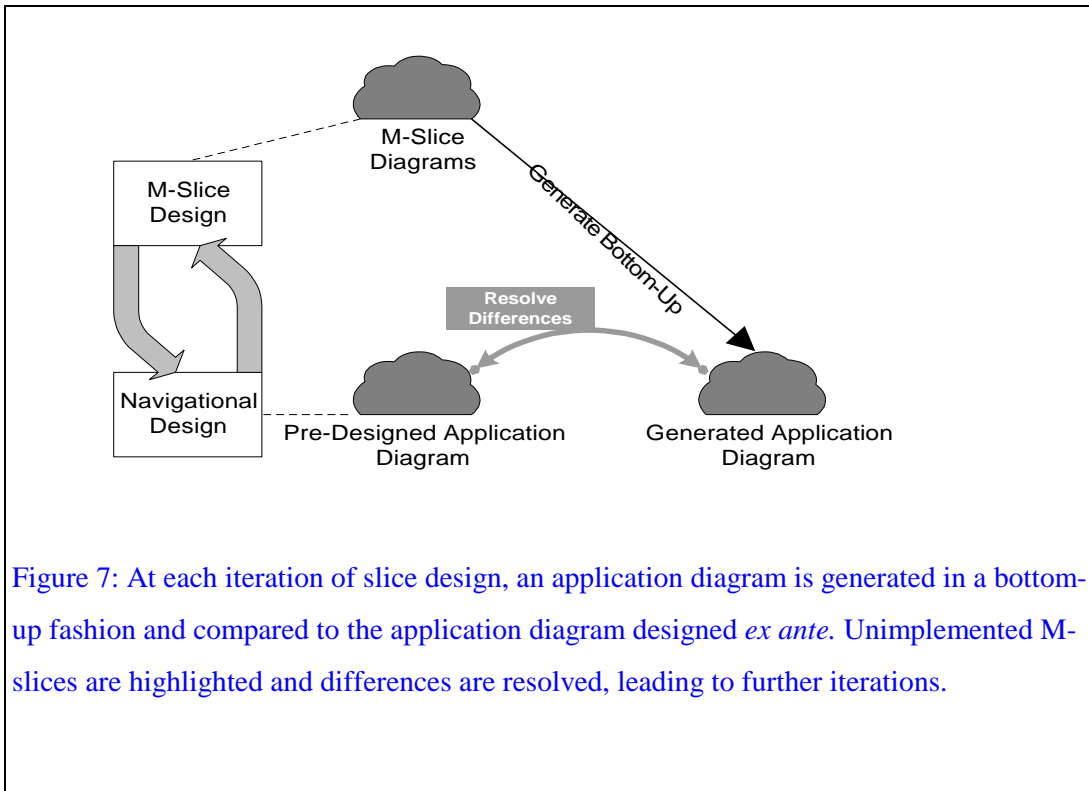 M-Slice
Diagrams
M-Slice
Design
Generate Bottom-Up
Resolve
Differences
Navigational
Design
Pre-Designed Application
Diagram
Generated Application
Diagram
Figure 7: At each iteration of slice design, an application diagram is generated in a bottom-
up fashion and compared to the application diagram designed ex ante. Unimplemented M-
slices are highlighted and differences are resolved, leading to further iterations.